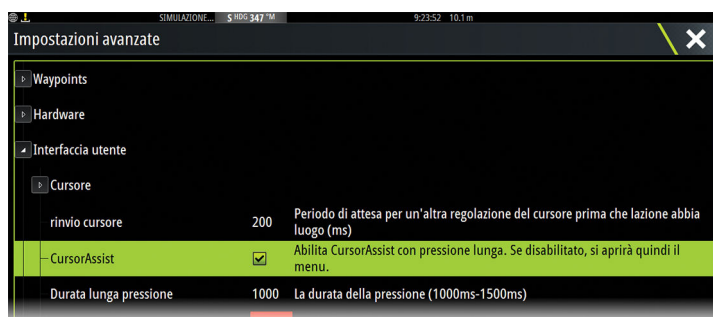 SIMULAZIONE... S HDG 347 °M 9:23:52 10.1 m
Impostazioni avanzate
Waypoints
Hardware
Interfaccia utente
Cursore
rinvio cursore 200 Periodo di attesa per un'altra regolazione del cursore prima che lazione abbia
luogo (ms)
CursorAssist Abilita CursorAssist con pressione lunga. Se disabilitato, si aprirà quindi il
menu.
Durata lunga pressione 1000 La durata della pressione (1000ms-1500ms)